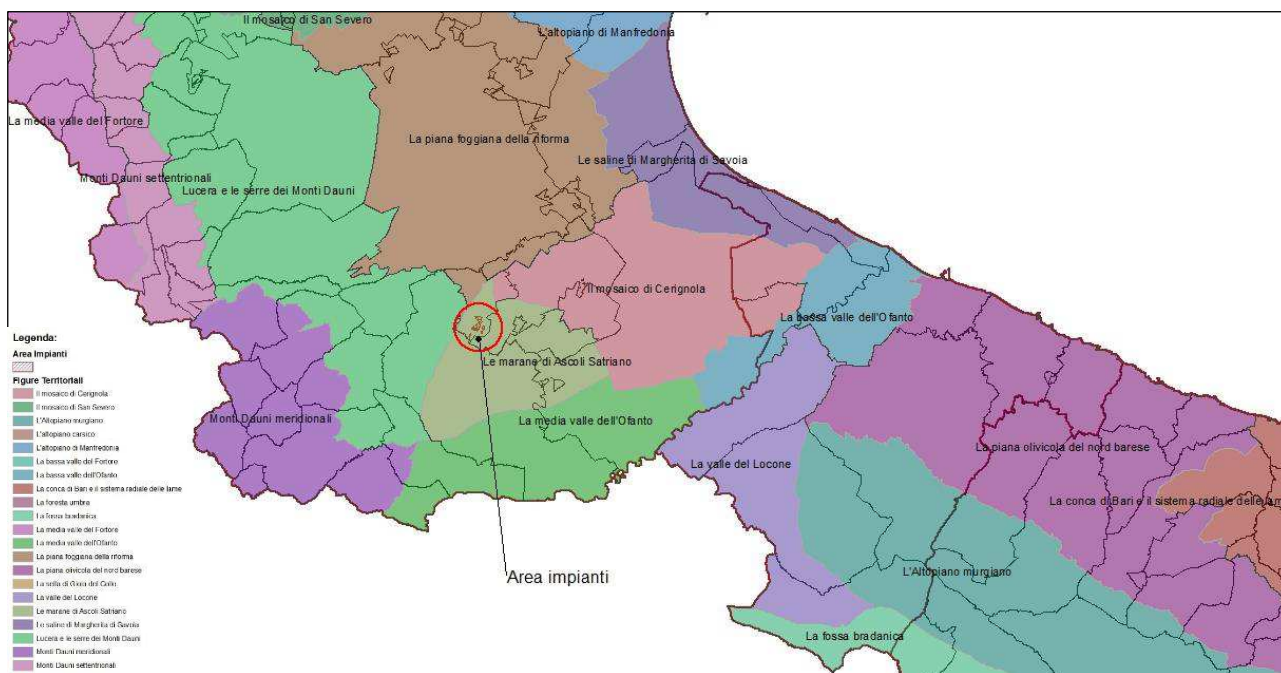 Il mosaico di San Severo
L'altopiano di Manfredonia
La media valle del Fortore
La piana foggiana della riforma
Le saline di Margherita di Savoia
Monti Dauni settentrionali
Lucera e le serre dei Monti Dauni
Il mosaico di Cerignola
La bassa valle dell'Ofanto
Le marane di Ascoli Satriano
Monti Dauni meridionali
La media valle dell'Ofanto
La piana olivicola del nord barese
La valle del Locone
La conca di Bari e il sistema radiale delle lam
L'Altopiano murgiano
Area impianti
La fossa bradanica
Legenda:
Area Impianti
Figure Territoriali
Il mosaico di Cerignola
Il mosaico di San Severo
L'Altopiano murgiano
L'altopiano carsico
L'altopiano di Manfredonia
La bassa valle del Fortore
La bassa valle dell'Ofanto
La conca di Bari e il sistema radiale delle lame
La foresta umbra
La fossa bradanica
La media valle del Fortore
La media valle dell'Ofanto
La piana foggiana della riforma
La piana olivicola del nord barese
La sella di Gioia del Colle
La valle del Locone
Le marane di Ascoli Satriano
Le saline di Margherita di Savoia
Lucera e le serre dei Monti Dauni
Monti Dauni meridionali
Monti Dauni settentrionali